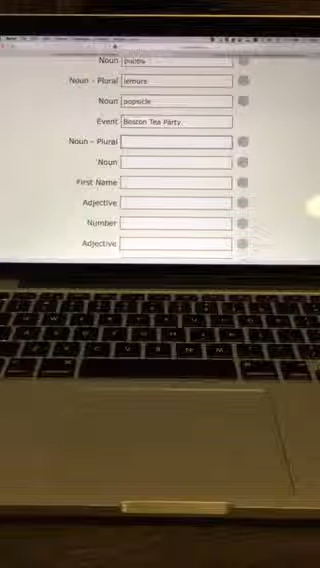 Noun
Noun - Plural lemurs
Noun popsicle
Event Boston Tea Party
Noun - Plural
Noun
First Name
Adjective
Number
Adjective